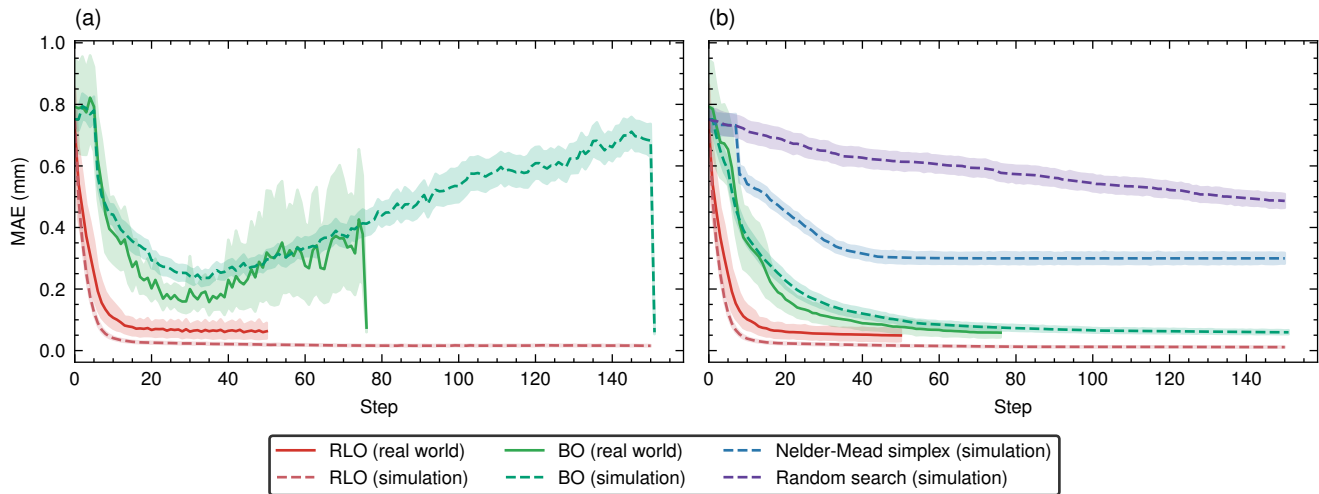 (a)
(b)
1.0
0.8
0.6
0.4
0.2
0.0
MAE (mm)
0 20 40 60 80 100 120 140
0 20 40 60 80 100 120 140
Step
Step
RLO (real world)
RLO (simulation)
BO (real world)
BO (simulation)
Nelder-Mead simplex (simulation)
Random search (simulation)